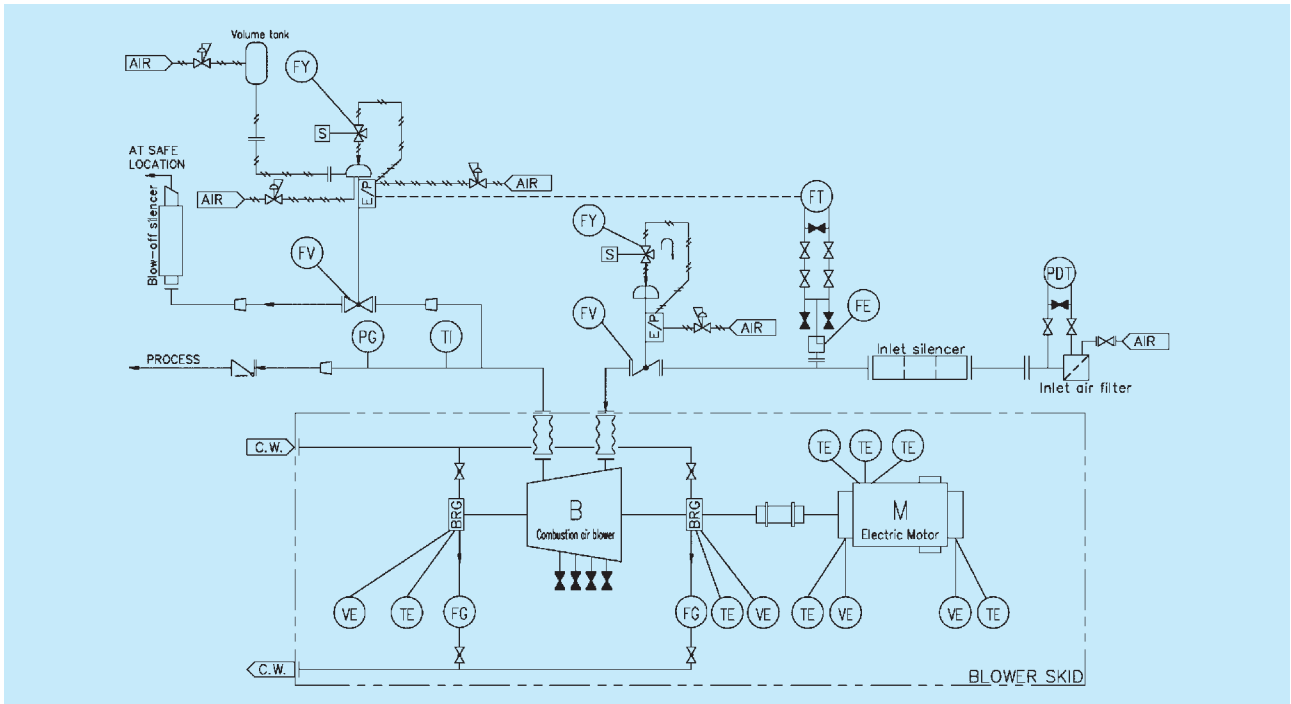 Volume tank
AIR
FY
S
AT SAFE
LOCATION
Blow-off silencer
AIR
E/P
AIR
FT
FY
S
FV
PDT
FE
FV
E/P
AIR
AIR
PG
TI
PROCESS
Inlet silencer
Inlet air filter
C.W.
TE
TE
TE
BRG
B
Combustion air blower
BRG
M
Electric Motor
VE
TE
FG
FG
TE
VE
TE
VE
VE
TE
C.W.
BLOWER SKID